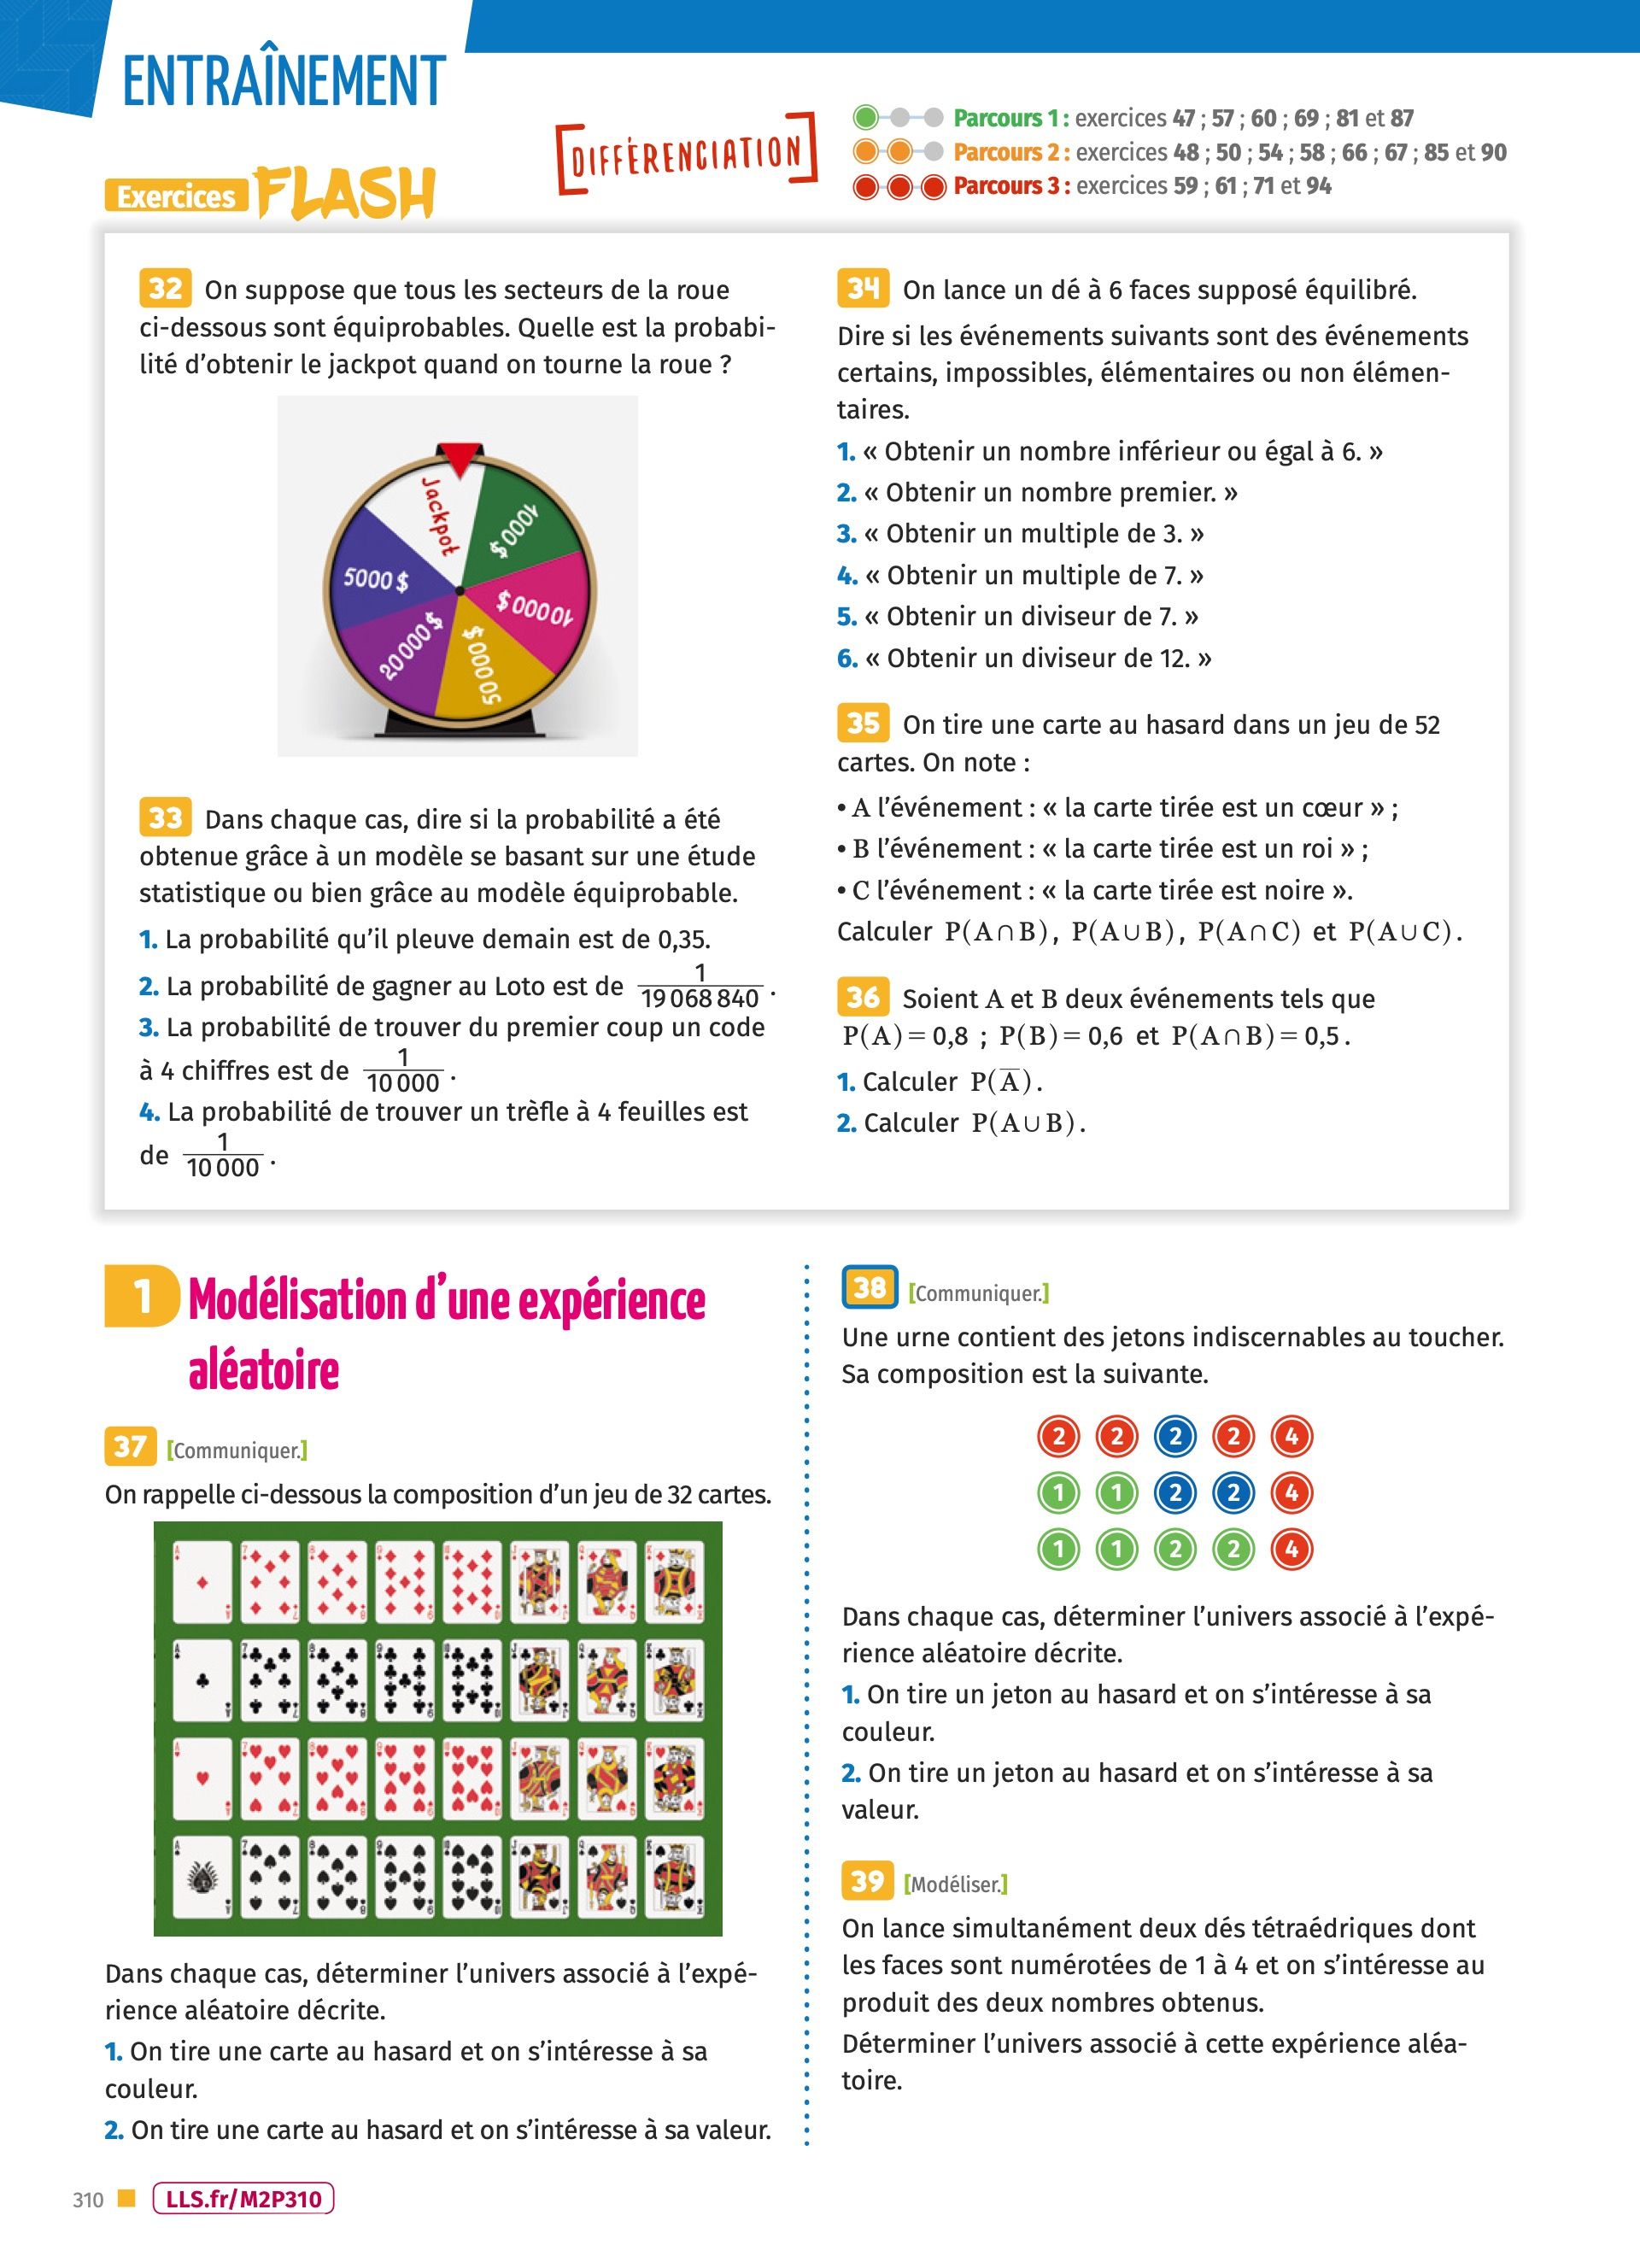 ENTRAÎNEMENT
DIFFÉRENCIATION
Parcours 1 : exercices 47 ; 57 ; 60 ; 69 ; 81 et 87
Parcours 2 : exercices 48 ; 50 ; 54 ; 58 ; 66 ; 67 ; 85 et 90
Parcours 3 : exercices 59 ; 61 ; 71 et 94
Exercices FLASH
32 On suppose que tous les secteurs de la roue
ci-dessous sont équiprobables. Quelle est la probabi-
lité d’obtenir le jackpot quand on tourne la roue ?
Jackpot
1000 $
10000 $
50000 $
20000 $
5000 $
33 Dans chaque cas, dire si la probabilité a été
obtenue grâce à un modèle se basant sur une étude
statistique ou bien grâce au modèle équiprobable.
1. La probabilité qu’il pleuve demain est de 0,35.
2. La probabilité de gagner au Loto est de 1/19 068 840 .
3. La probabilité de trouver du premier coup un code
à 4 chiffres est de 1/10 000 .
4. La probabilité de trouver un trèfle à 4 feuilles est
de 1/10 000 .
34 On lance un dé à 6 faces supposé équilibré.
Dire si les événements suivants sont des événements
certains, impossibles, élémentaires ou non élémen-
taires.
1. « Obtenir un nombre inférieur ou égal à 6. »
2. « Obtenir un nombre premier. »
3. « Obtenir un multiple de 3. »
4. « Obtenir un multiple de 7. »
5. « Obtenir un diviseur de 7. »
6. « Obtenir un diviseur de 12. »
35 On tire une carte au hasard dans un jeu de 52
cartes. On note :
• A l’événement : « la carte tirée est un cœur » ;
• B l’événement : « la carte tirée est un roi » ;
• C l’événement : « la carte tirée est noire ».
Calculer P(A∩B), P(A∪B), P(A∩C) et P(A∪C).
36 Soient A et B deux événements tels que
P(A) = 0,8 ; P(B) = 0,6 et P(A∩B) = 0,5.
1. Calculer P(A̅).
2. Calculer P(A∪B).
1 Modélisation d’une expérience
aléatoire
37 [Communiquer.]
On rappelle ci-dessous la composition d’un jeu de 32 cartes.
Dans chaque cas, déterminer l’univers associé à l’expé-
rience aléatoire décrite.
1. On tire une carte au hasard et on s’intéresse à sa
couleur.
2. On tire une carte au hasard et on s’intéresse à sa valeur.
38 [Communiquer.]
Une urne contient des jetons indiscernables au toucher.
Sa composition est la suivante.
2 2 2 2 4
1 1 2 2 4
1 1 2 2 4
Dans chaque cas, déterminer l’univers associé à l’expé-
rience aléatoire décrite.
1. On tire un jeton au hasard et on s’intéresse à sa
couleur.
2. On tire un jeton au hasard et on s’intéresse à sa
valeur.
39 [Modéliser.]
On lance simultanément deux dés tétraédriques dont
les faces sont numérotées de 1 à 4 et on s’intéresse au
produit des deux nombres obtenus.
Déterminer l’univers associé à cette expérience aléa-
toire.
310
LLS.fr/M2P310